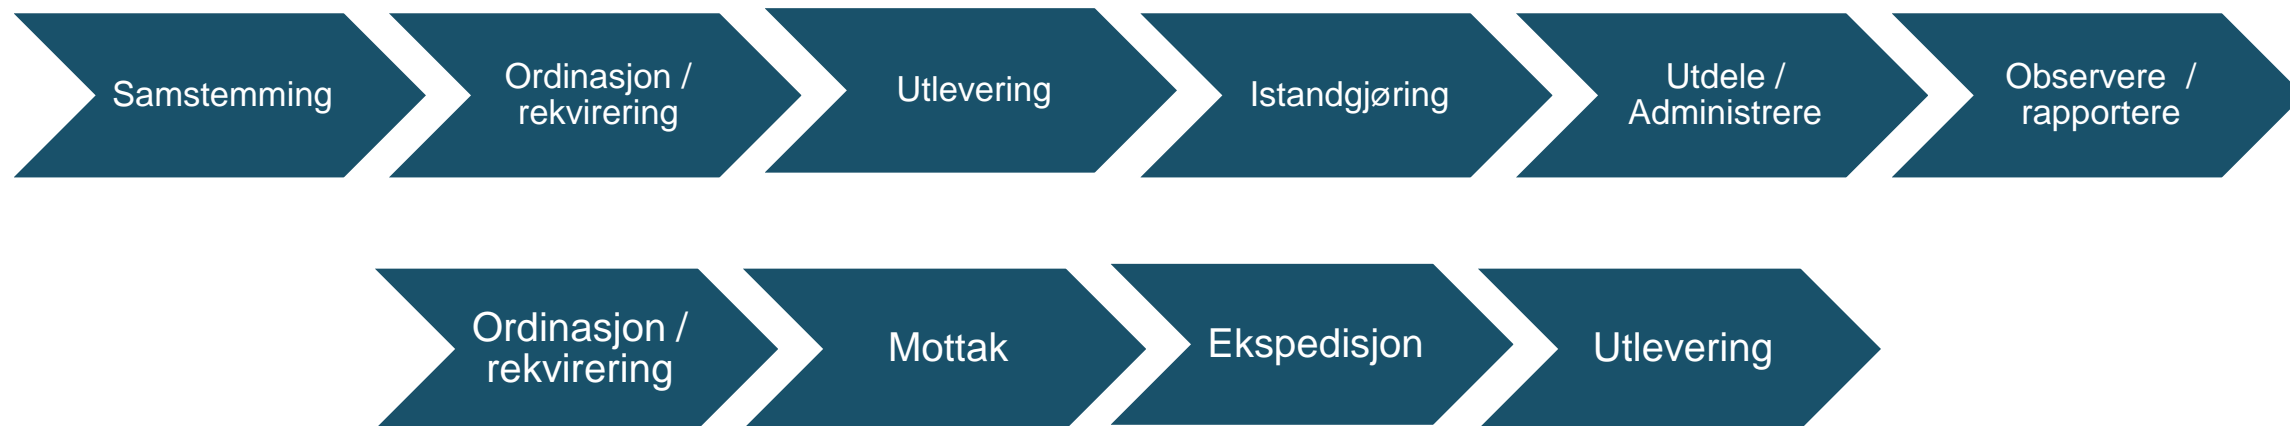 Samstemming
Ordinasjon /
rekvirering
Utlevering
Istandgjøring
Utdele /
Administrere
Observere /
rapportere
Ordinasjon /
rekvirering
Mottak
Ekspedisjon
Utlevering